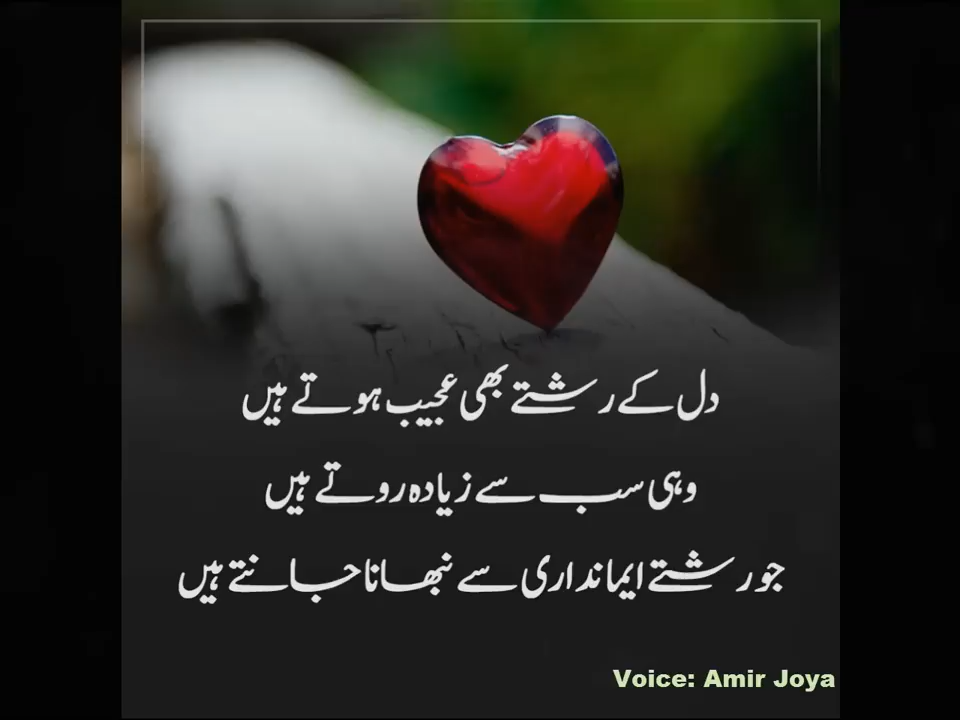 دل کے رشتے بھی عجیب ہوتے ہیں
وہی سب سے زیادہ روتے ہیں
جو رشتے ایمانداری سے نبھانا جانتے ہیں
Voice: Amir Joya